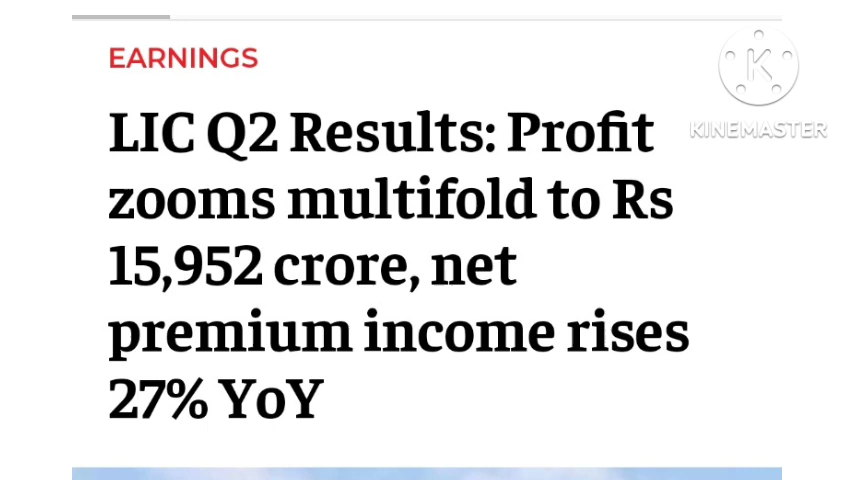 EARNINGS
LIC Q2 Results: Profit
zooms multifold to Rs
15,952 crore, net
premium income rises
27% YoY
K
KINEMASTER